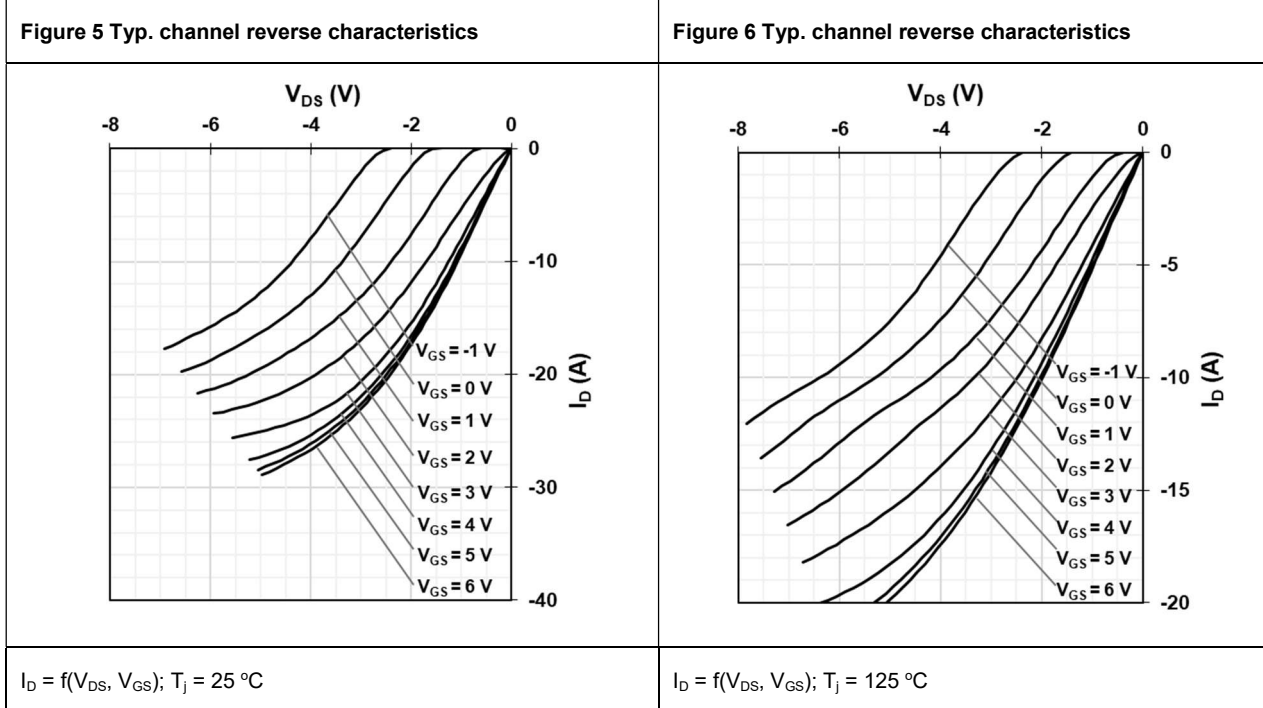 Figure 5 Typ. channel reverse characteristics
V_DS (V)
-8 -6 -4 -2 0
0
-10
-20
-30
-40
I_D (A)
V_GS = -1 V
V_GS = 0 V
V_GS = 1 V
V_GS = 2 V
V_GS = 3 V
V_GS = 4 V
V_GS = 5 V
V_GS = 6 V
I_D = f(V_DS, V_GS); T_j = 25 °C
Figure 6 Typ. channel reverse characteristics
V_DS (V)
-8 -6 -4 -2 0
0
-5
-10
-15
-20
I_D (A)
V_GS = -1 V
V_GS = 0 V
V_GS = 1 V
V_GS = 2 V
V_GS = 3 V
V_GS = 4 V
V_GS = 5 V
V_GS = 6 V
I_D = f(V_DS, V_GS); T_j = 125 °C